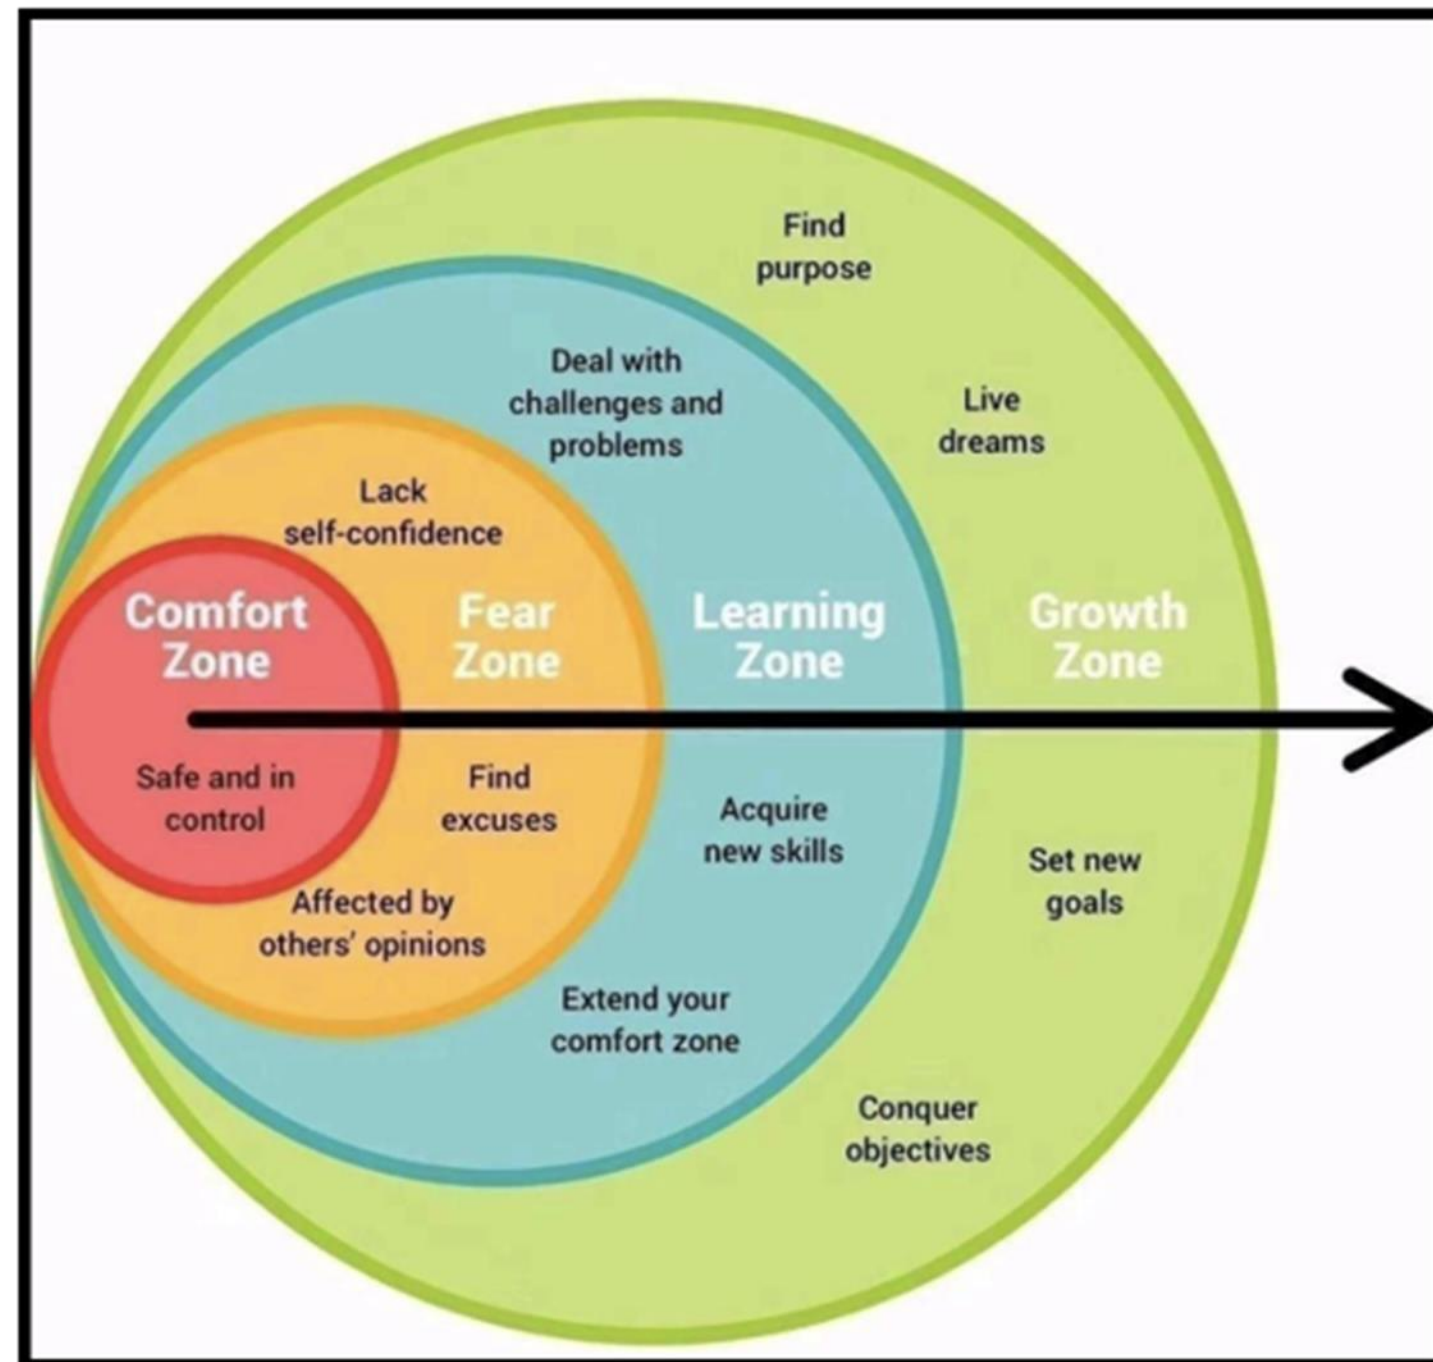 Find
purpose
Live
dreams
Deal with
challenges and
problems
Lack
self-confidence
Comfort
Zone
Fear
Zone
Learning
Zone
Growth
Zone
Safe and in
control
Find
excuses
Acquire
new skills
Set new
goals
Affected by
others' opinions
Extend your
comfort zone
Conquer
objectives